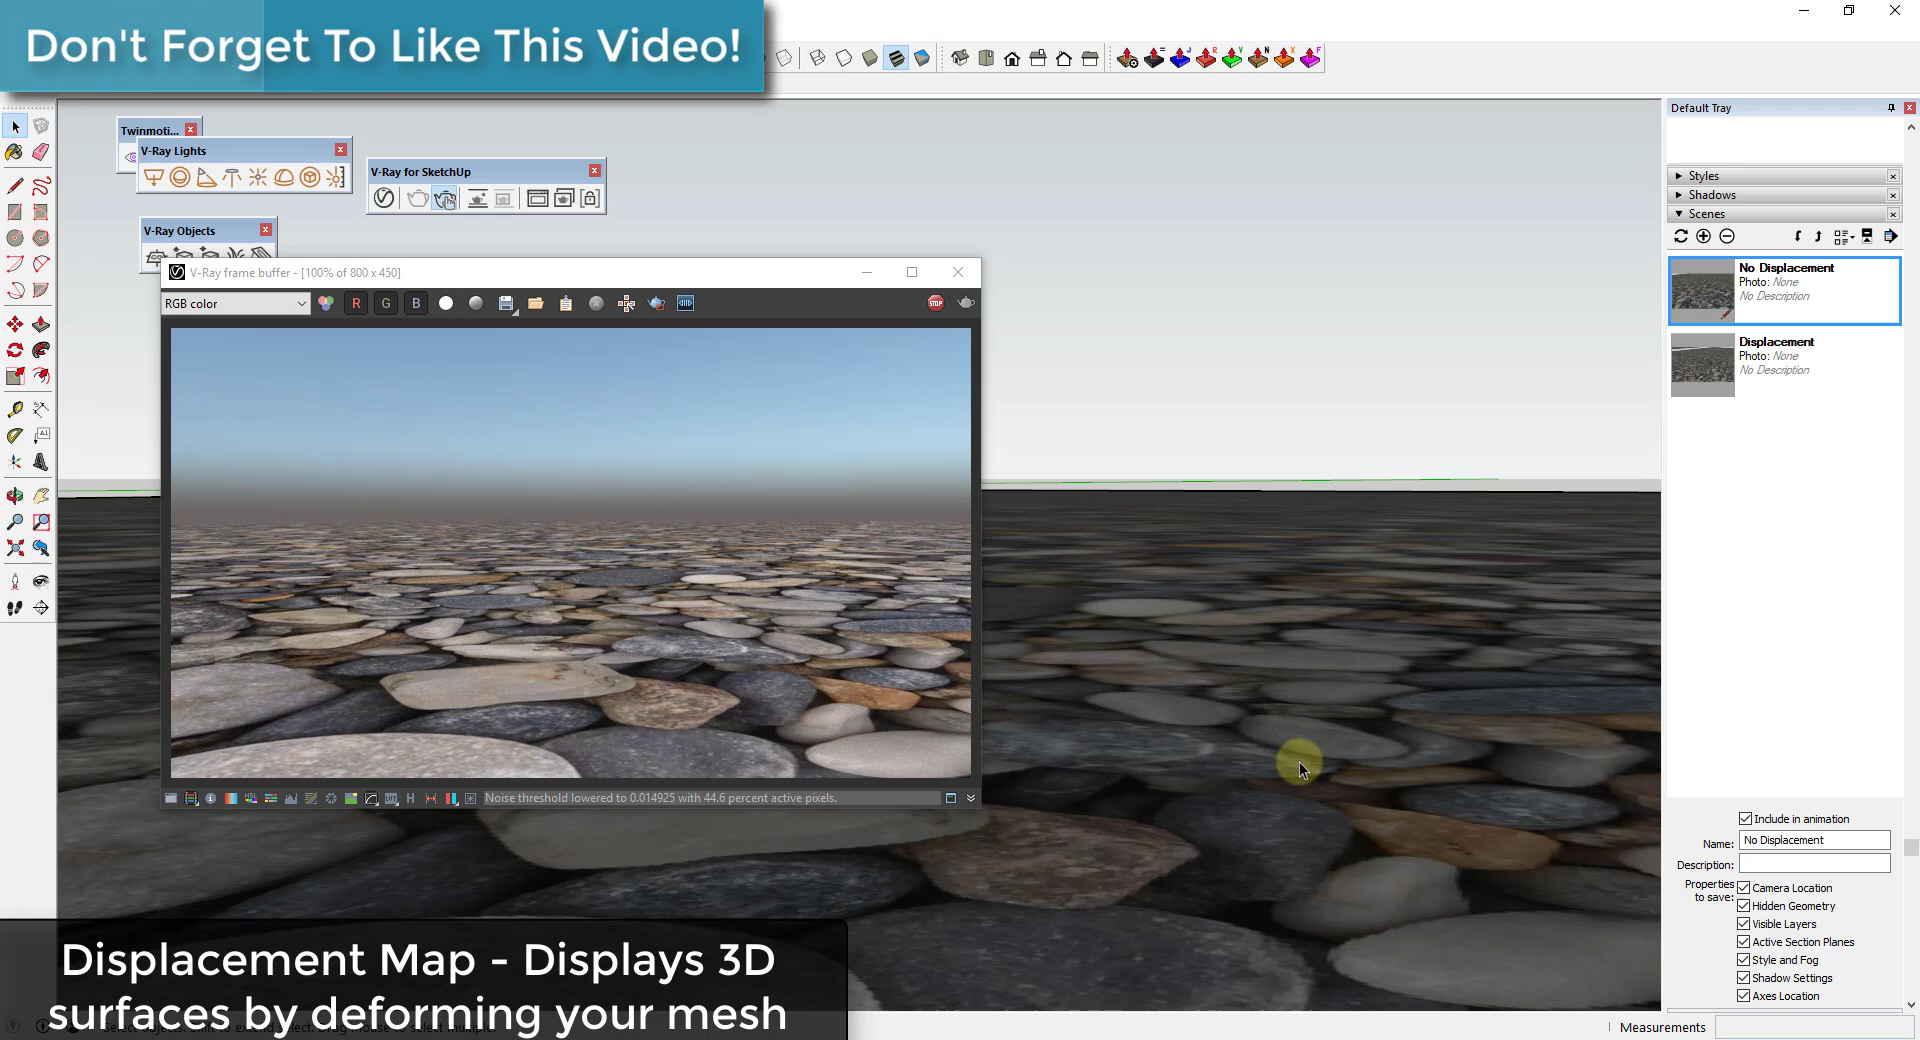 Don't Forget To Like This Video!
Default Tray
Twinmoti...
V-Ray Lights
V-Ray for SketchUp
V-Ray Objects
V-Ray frame buffer - [100% of 800 x 450]
RGB color
R
G
B
STOP
Noise threshold lowered to 0.014925 with 44.6 percent active pixels.
Styles
Shadows
Scenes
No Displacement
Photo: None
No Description
Displacement
Photo: None
No Description
Include in animation
Name: No Displacement
Description:
Properties to save:
Camera Location
Hidden Geometry
Visible Layers
Active Section Planes
Style and Fog
Shadow Settings
Axes Location
Displacement Map - Displays 3D
surfaces by deforming your mesh
Measurements